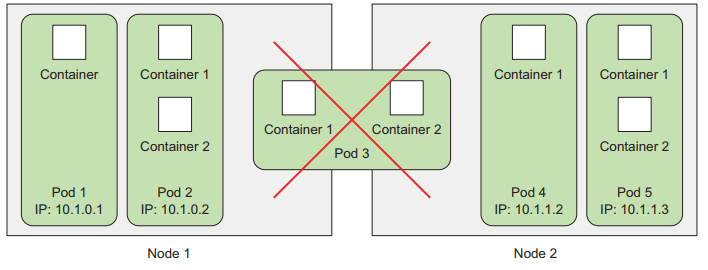 Container
Container 1
Container 2
Pod 1
IP: 10.1.0.1
Pod 2
IP: 10.1.0.2
Container 1
Container 2
Pod 3
Container 1
Container 1
Container 2
Pod 4
IP: 10.1.1.2
Pod 5
IP: 10.1.1.3
Node 1
Node 2